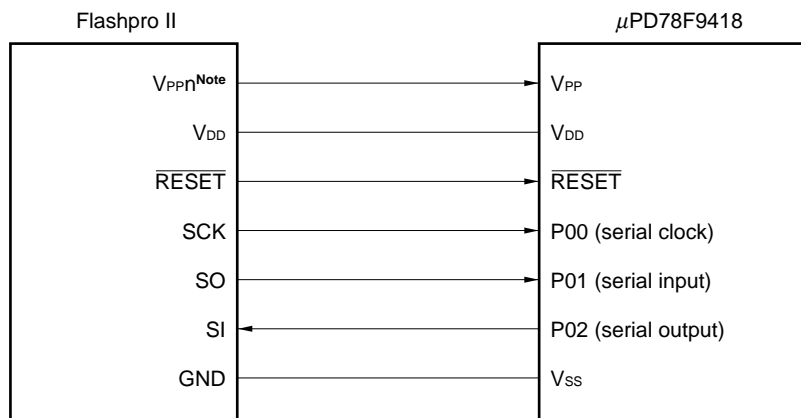 Flashpro II μPD78F9418
VPPnNote VPP
VDD VDD
RESET RESET
SCK P00 (serial clock)
SO P01 (serial input)
SI P02 (serial output)
GND VSS